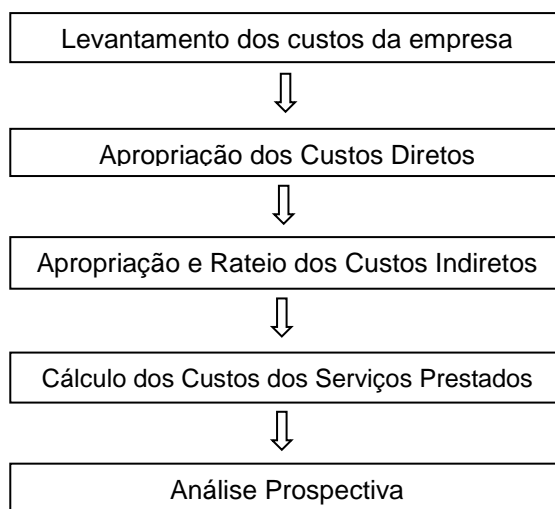 Levantamento dos custos da empresa
Apropriação dos Custos Diretos
Apropriação e Rateio dos Custos Indiretos
Cálculo dos Custos dos Serviços Prestados
Análise Prospectiva